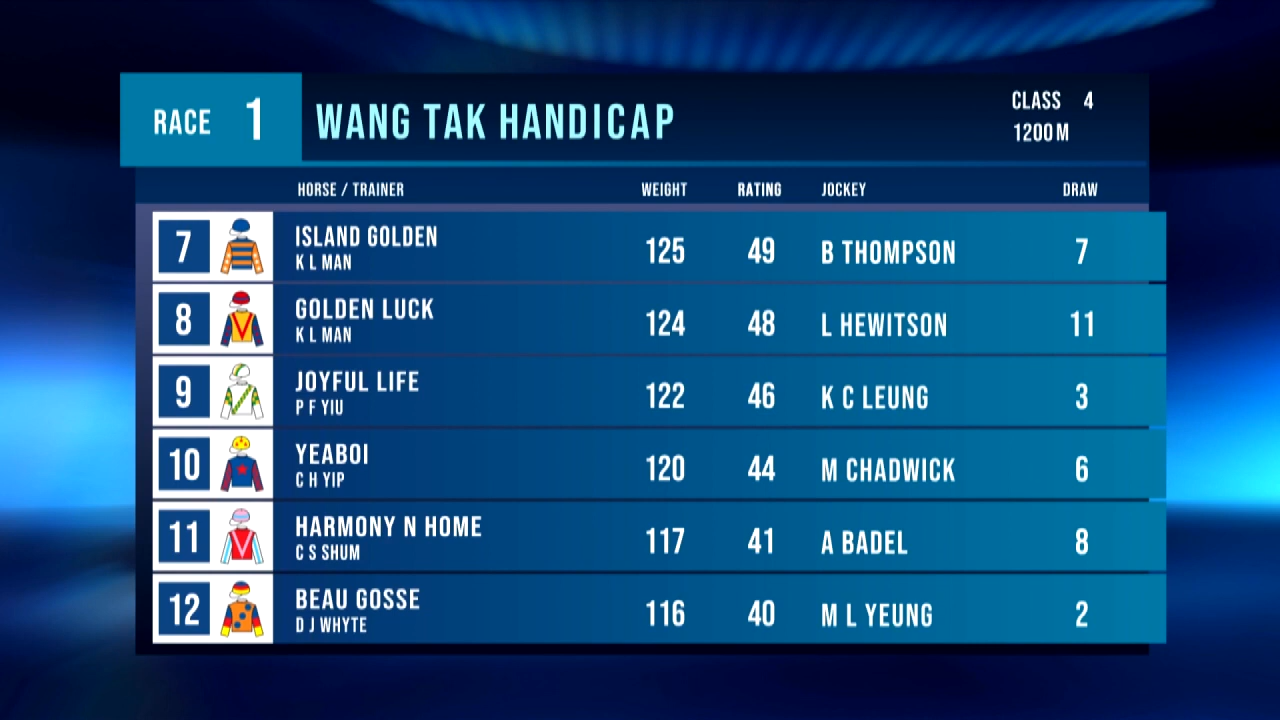 RACE 1 WANG TAK HANDICAP CLASS 4
1200M
HORSE / TRAINER WEIGHT RATING JOCKEY DRAW
7 ISLAND GOLDEN 125 49 B THOMPSON 7
K L MAN
8 GOLDEN LUCK 124 48 L HEWITSON 11
K L MAN
9 JOYFUL LIFE 122 46 K C LEUNG 3
P F YIU
10 YEABOI 120 44 M CHADWICK 6
C H YIP
11 HARMONY N HOME 117 41 A BADEL 8
C S SHUM
12 BEAU GOSSE 116 40 M L YEUNG 2
D J WHYTE